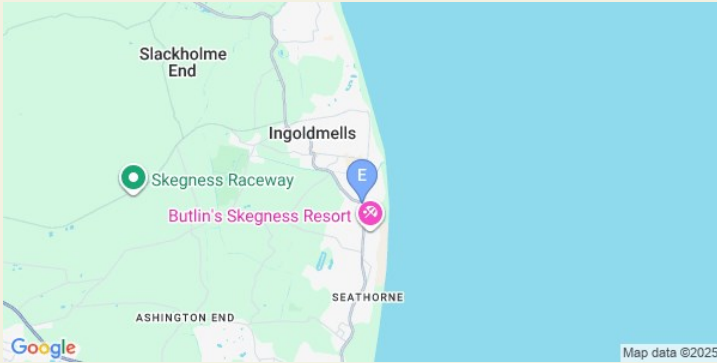 Slackholme
End
Ingoldmells
E
Skegness Raceway
Butlin's Skegness Resort
SEATHORNE
ASHINGTON END
Google
Map data ©2025